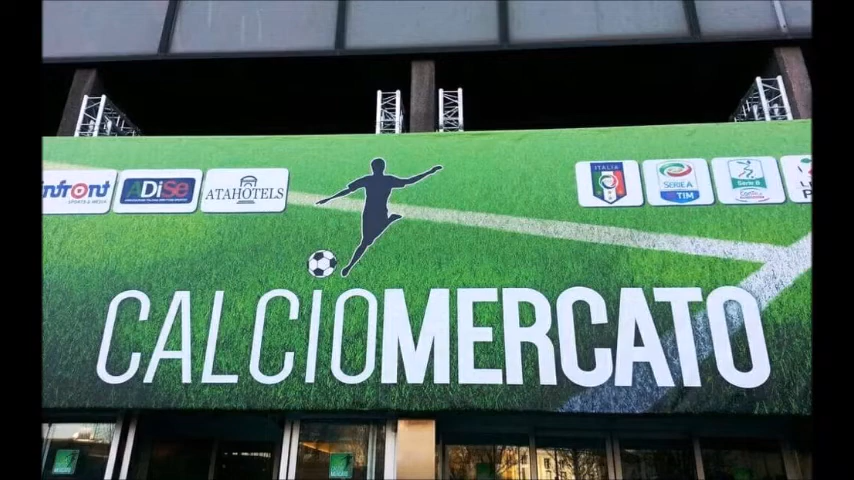 nfront
SPORTS & MEDIA
ADiSe
ATAHOTELS
ITALIA
SERIE A
TIM
Serie B
CALCIOMERCATO